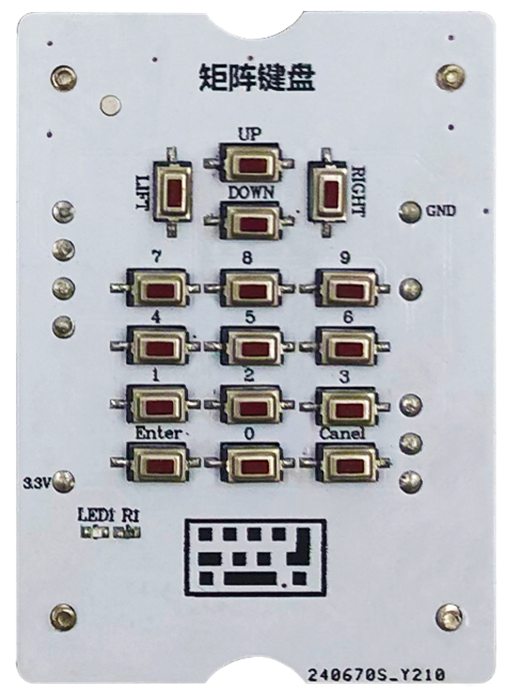 矩阵键盘
UP
LIFT
RIGHT
DOWN
GND
7 8 9
4 5 6
1 2 3
Enter 0 Canel
3.3V
LED1 R1
240670S_Y210